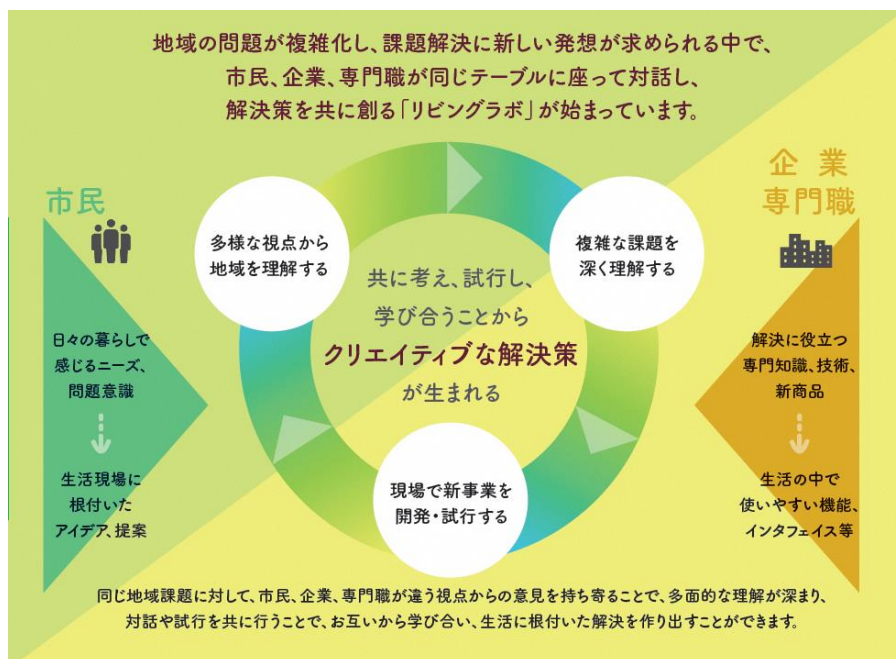 地域の問題が複雑化し、課題解決に新しい発想が求められる中で、
市民、企業、専門職が同じテーブルに座って対話し、
解決策を共に創る「リビングラボ」が始まっています。
市民
日々の暮らしで
感じるニーズ、
問題意識
生活現場に
根付いた
アイデア、提案
多様な視点から
地域を理解する
複雑な課題を
深く理解する
現場で新事業を
開発・試行する
共に考え、試行し、
学び合うことから
クリエイティブな解決策
が生まれる
企業
専門職
解決に役立つ
専門知識、技術、
新商品
生活の中で
使いやすい機能、
インタフェイス等
同じ地域課題に対して、市民、企業、専門職が違う視点からの意見を持ち寄ることで、多面的な理解が深まり、
対話や試行を共に行うことで、お互いから学び合い、生活に根付いた解決を作り出すことができます。